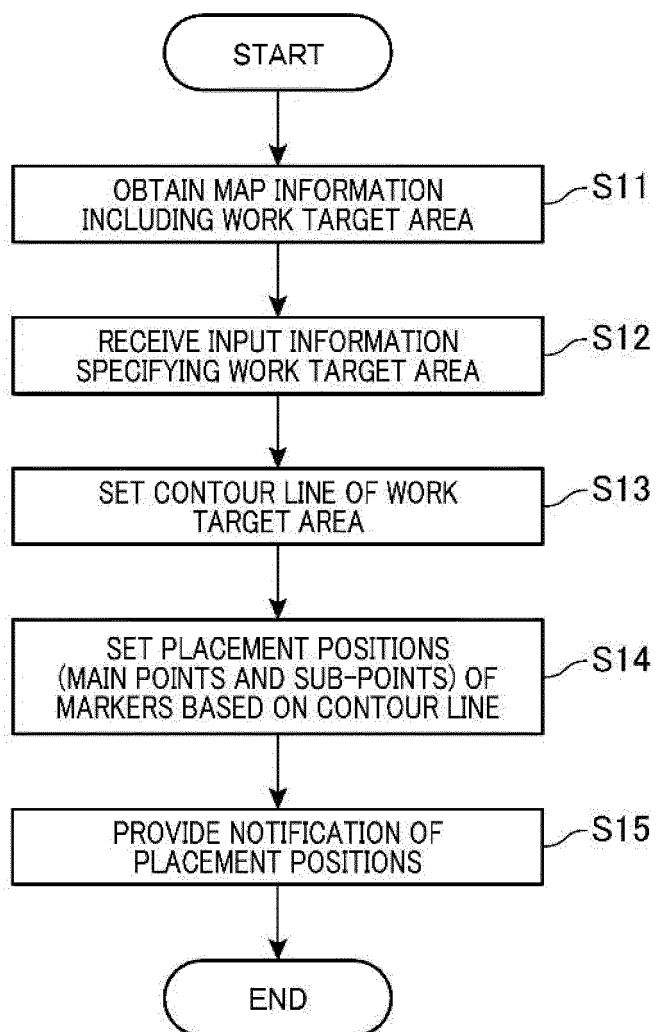 START
OBTAIN MAP INFORMATION
INCLUDING WORK TARGET AREA
S11
RECEIVE INPUT INFORMATION
SPECIFYING WORK TARGET AREA
S12
SET CONTOUR LINE OF WORK
TARGET AREA
S13
SET PLACEMENT POSITIONS
(MAIN POINTS AND SUB-POINTS) OF
MARKERS BASED ON CONTOUR LINE
S14
PROVIDE NOTIFICATION OF
PLACEMENT POSITIONS
S15
END